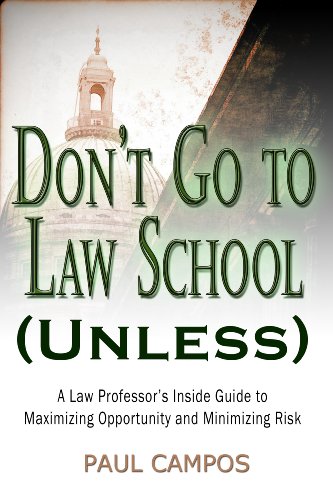 DON'T GO TO
LAW SCHOOL
(UNLESS)
A Law Professor's Inside Guide to
Maximizing Opportunity and Minimizing Risk
PAUL CAMPOS